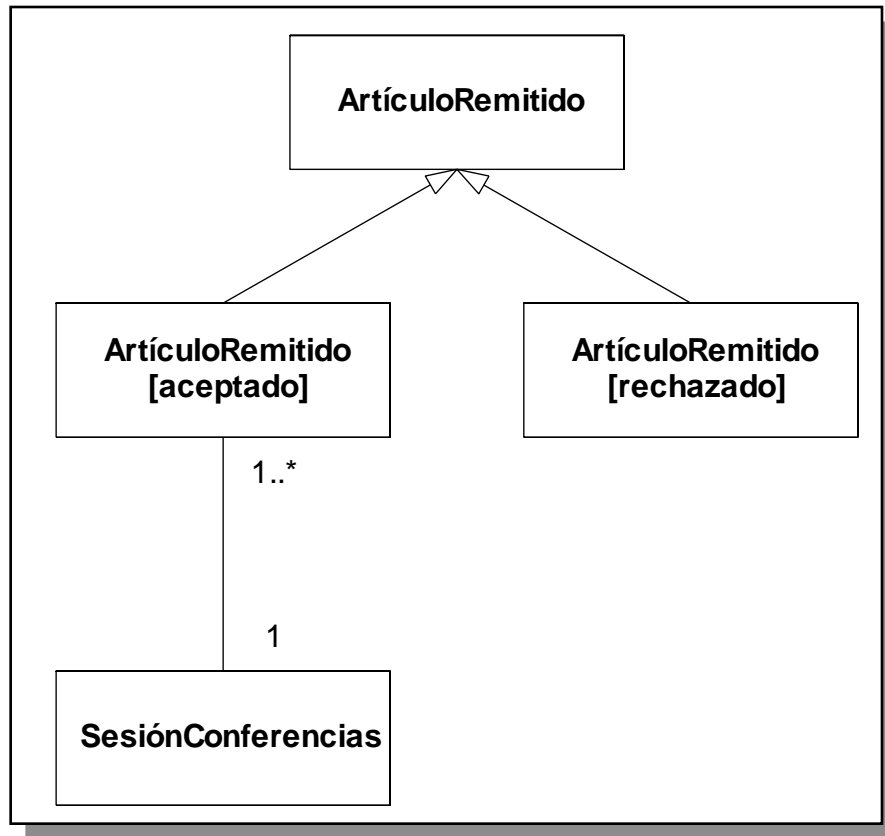 ArtículoRemitido
ArtículoRemitido
[aceptado]
ArtículoRemitido
[rechazado]
1..*
1
SesiónConferencias